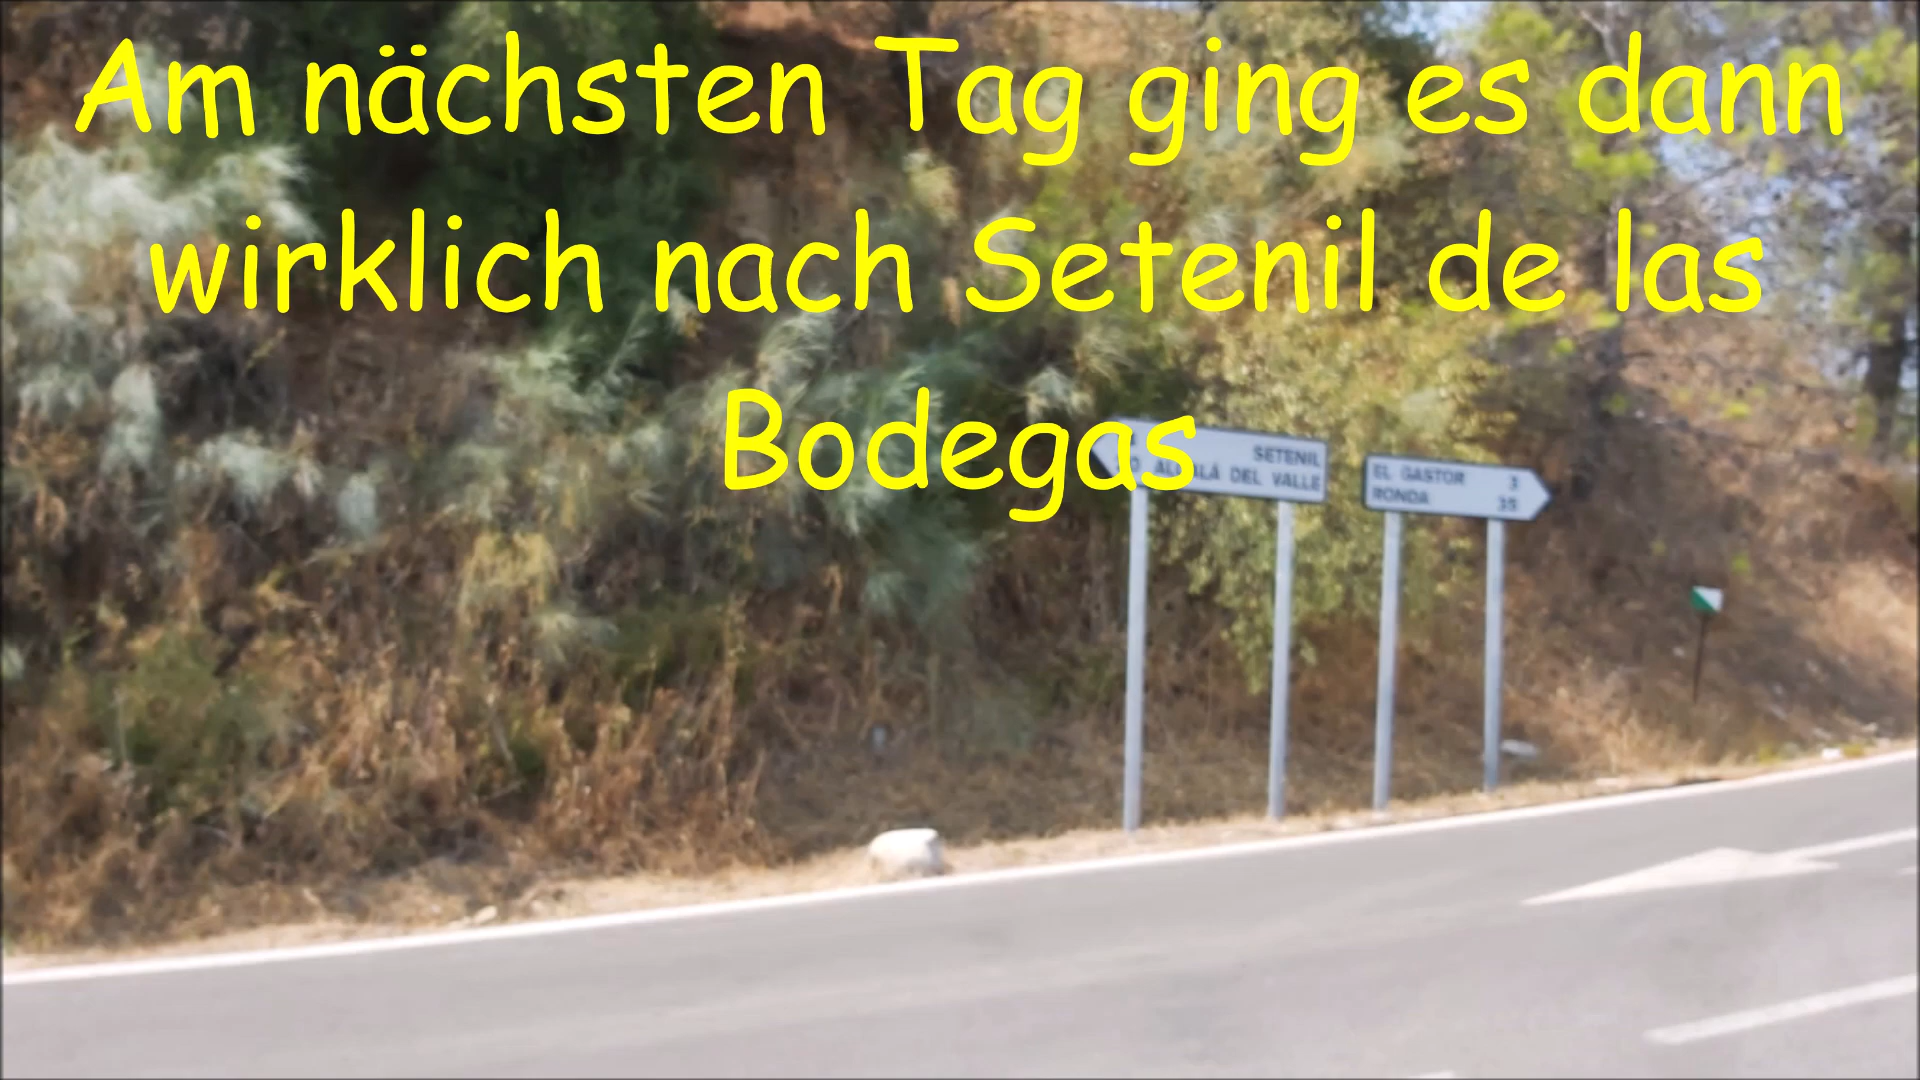 Am nächsten Tag ging es dann
wirklich nach Setenil de las
Bodegas
SETENIL
ALCALÁ DEL VALLE
EL GASTOR 3
RONDA